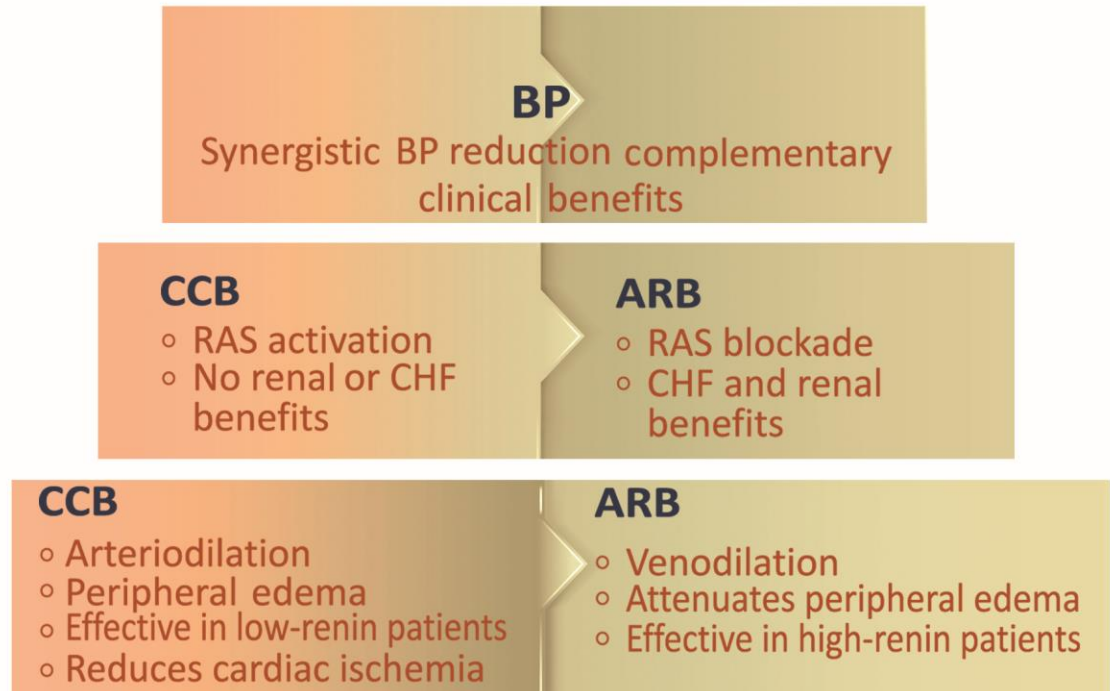 BP
Synergistic BP reduction complementary
clinical benefits
CCB
◦ RAS activation
◦ No renal or CHF
benefits
ARB
◦ RAS blockade
◦ CHF and renal
benefits
CCB
◦ Arteriodilation
◦ Peripheral edema
◦ Effective in low-renin patients
◦ Reduces cardiac ischemia
ARB
◦ Venodilation
◦ Attenuates peripheral edema
◦ Effective in high-renin patients